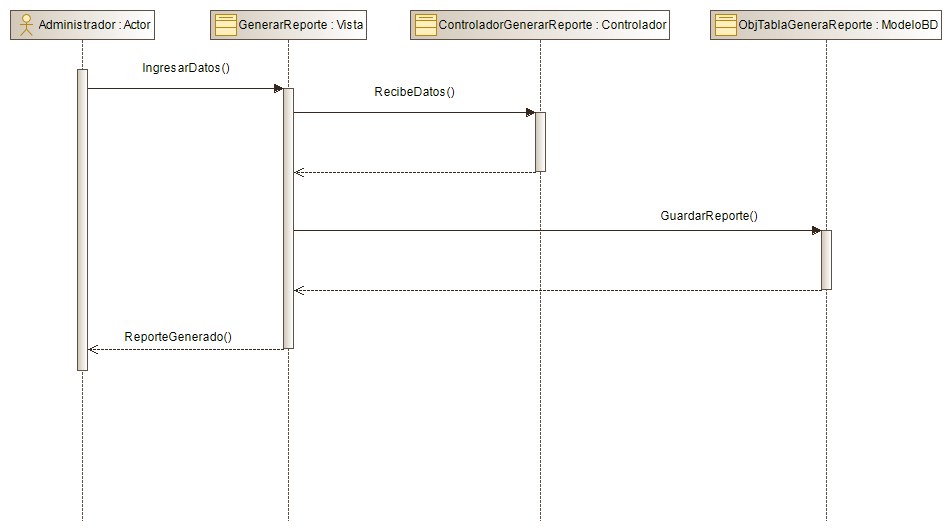 Administrador : Actor
GenerarReporte : Vista
ControladorGenerarReporte : Controlador
ObjTablaGeneraReporte : ModeloBD
IngresarDatos()
RecibeDatos()
GuardarReporte()
ReporteGenerado()